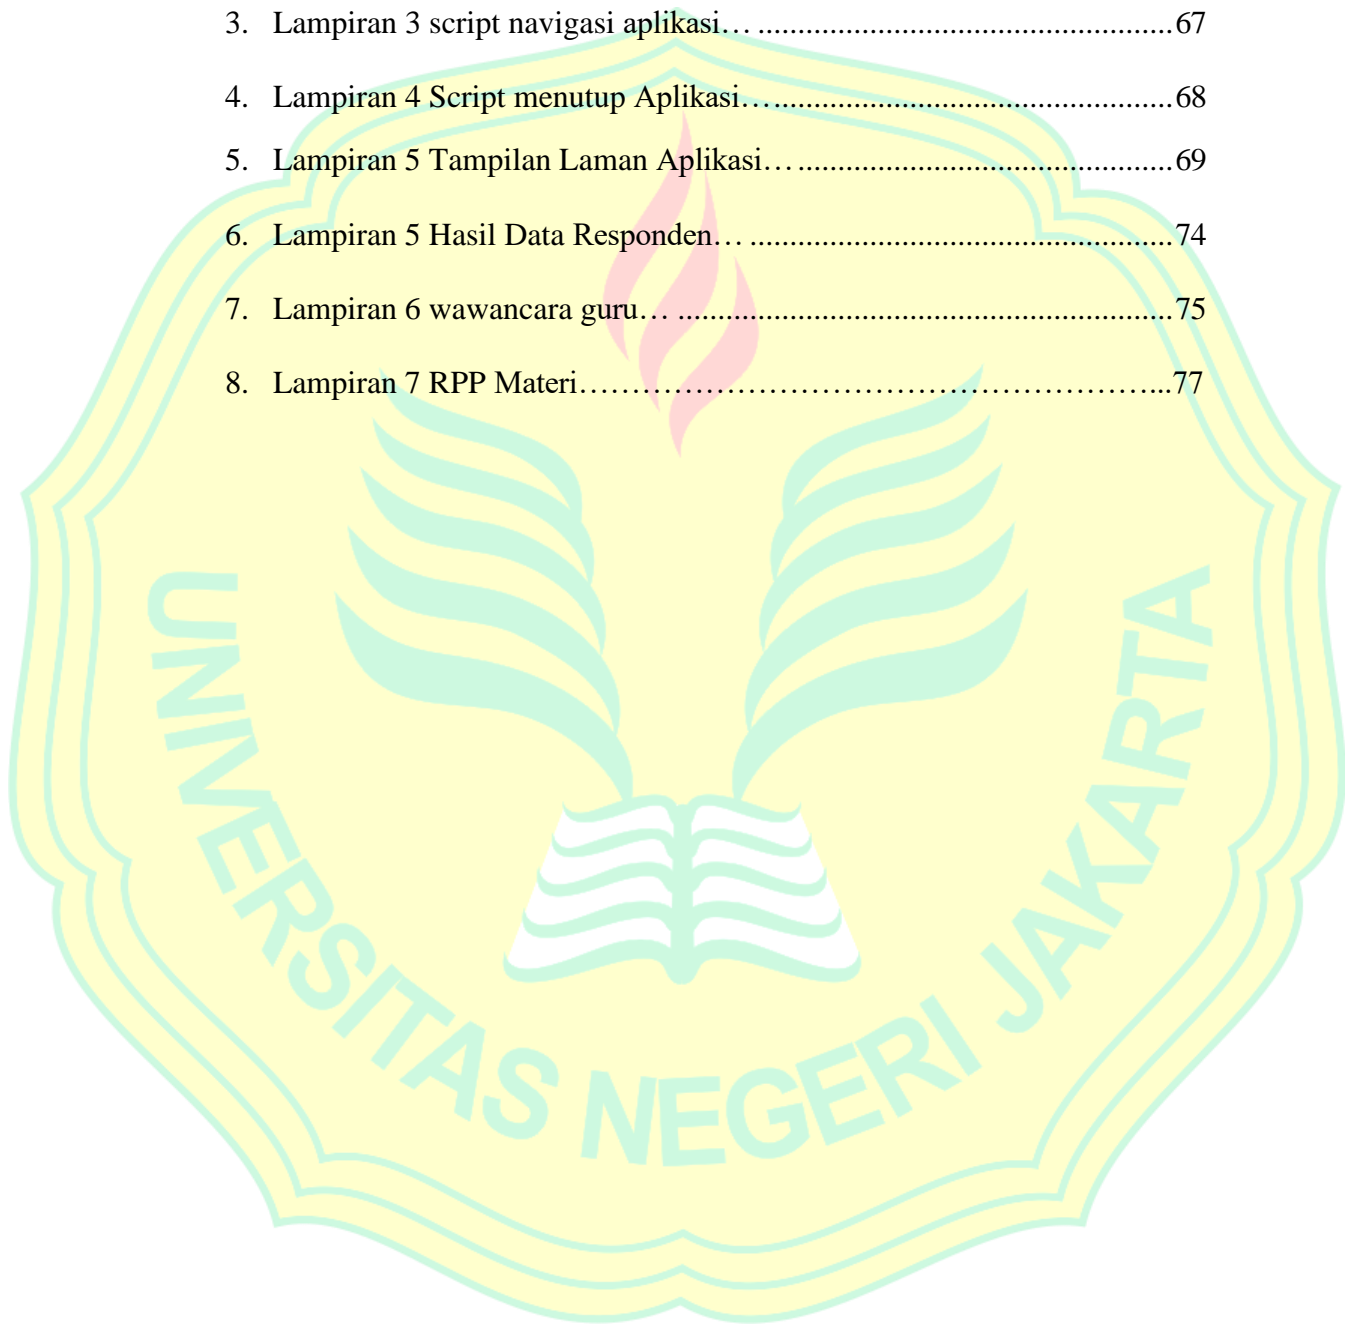 3. Lampiran 3 script navigasi aplikasi… ....................................................67
4. Lampiran 4 Script menutup Aplikasi…..................................................68
5. Lampiran 5 Tampilan Laman Aplikasi… ...............................................69
6. Lampiran 5 Hasil Data Responden… .....................................................74
7. Lampiran 6 wawancara guru… ..............................................................75
8. Lampiran 7 RPP Materi…………………………………………………...77
UNIVERSITAS NEGERI JAKARTA